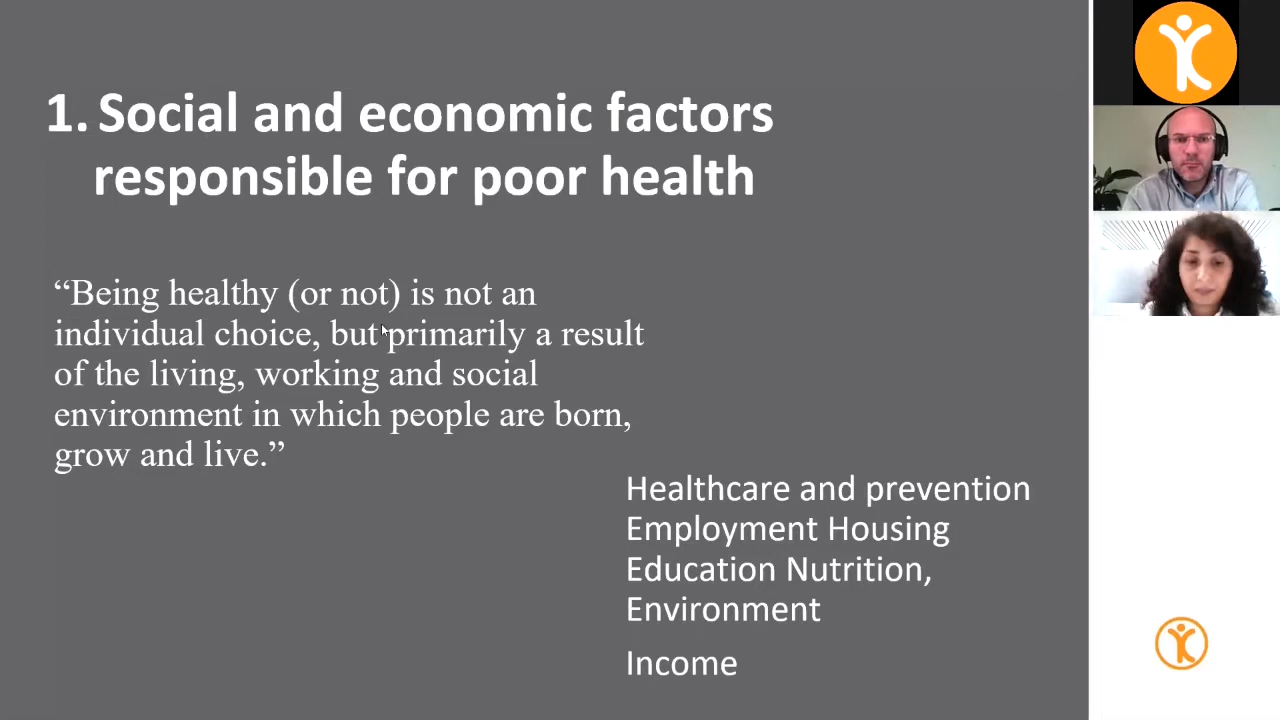 1. Social and economic factors
responsible for poor health
“Being healthy (or not) is not an
individual choice, but primarily a result
of the living, working and social
environment in which people are born,
grow and live.”
Healthcare and prevention
Employment Housing
Education Nutrition,
Environment
Income